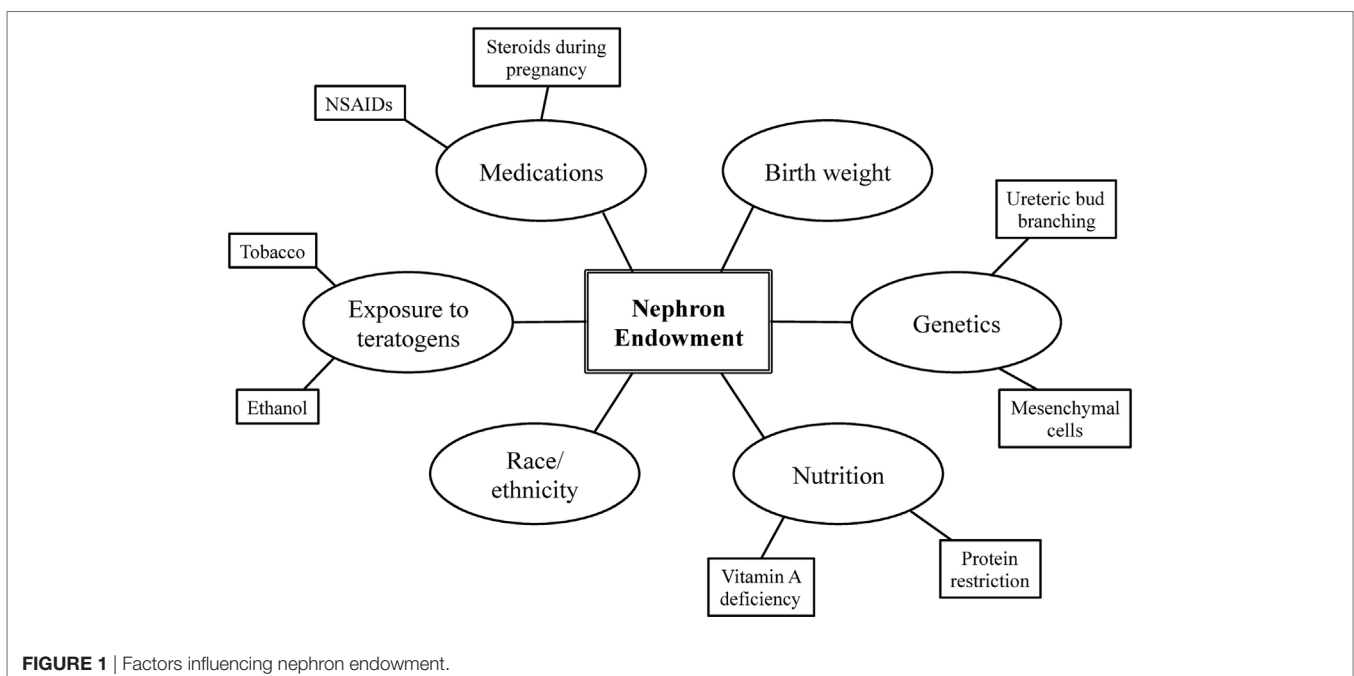 Steroids during
pregnancy
NSAIDs
Medications
Birth weight
Ureteric bud
branching
Tobacco
Exposure to
teratogens
Nephron
Endowment
Genetics
Ethanol
Mesenchymal
cells
Race/
ethnicity
Nutrition
Vitamin A
deficiency
Protein
restriction
FIGURE 1 | Factors influencing nephron endowment.